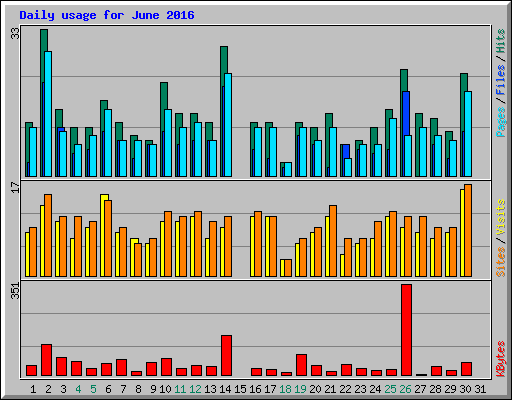 Daily usage for June 2016
33
Pages / Files / Hits
17
Sites / Visits
351
KBytes
1 2 3 4 5 6 7 8 9 10 11 12 13 14 15 16 17 18 19 20 21 22 23 24 25 26 27 28 29 30 31